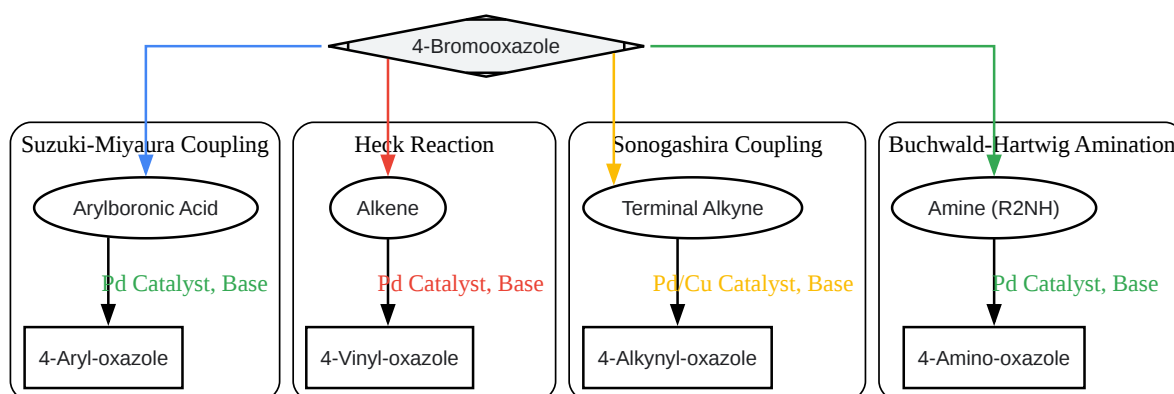 4-Bromooxazole
Suzuki-Miyaura Coupling
Heck Reaction
Sonogashira Coupling
Buchwald-Hartwig Amination
Arylboronic Acid
Alkene
Terminal Alkyne
Amine (R2NH)
Pd Catalyst, Base
Pd Catalyst, Base
Pd/Cu Catalyst, Base
Pd Catalyst, Base
4-Aryl-oxazole
4-Vinyl-oxazole
4-Alkynyl-oxazole
4-Amino-oxazole